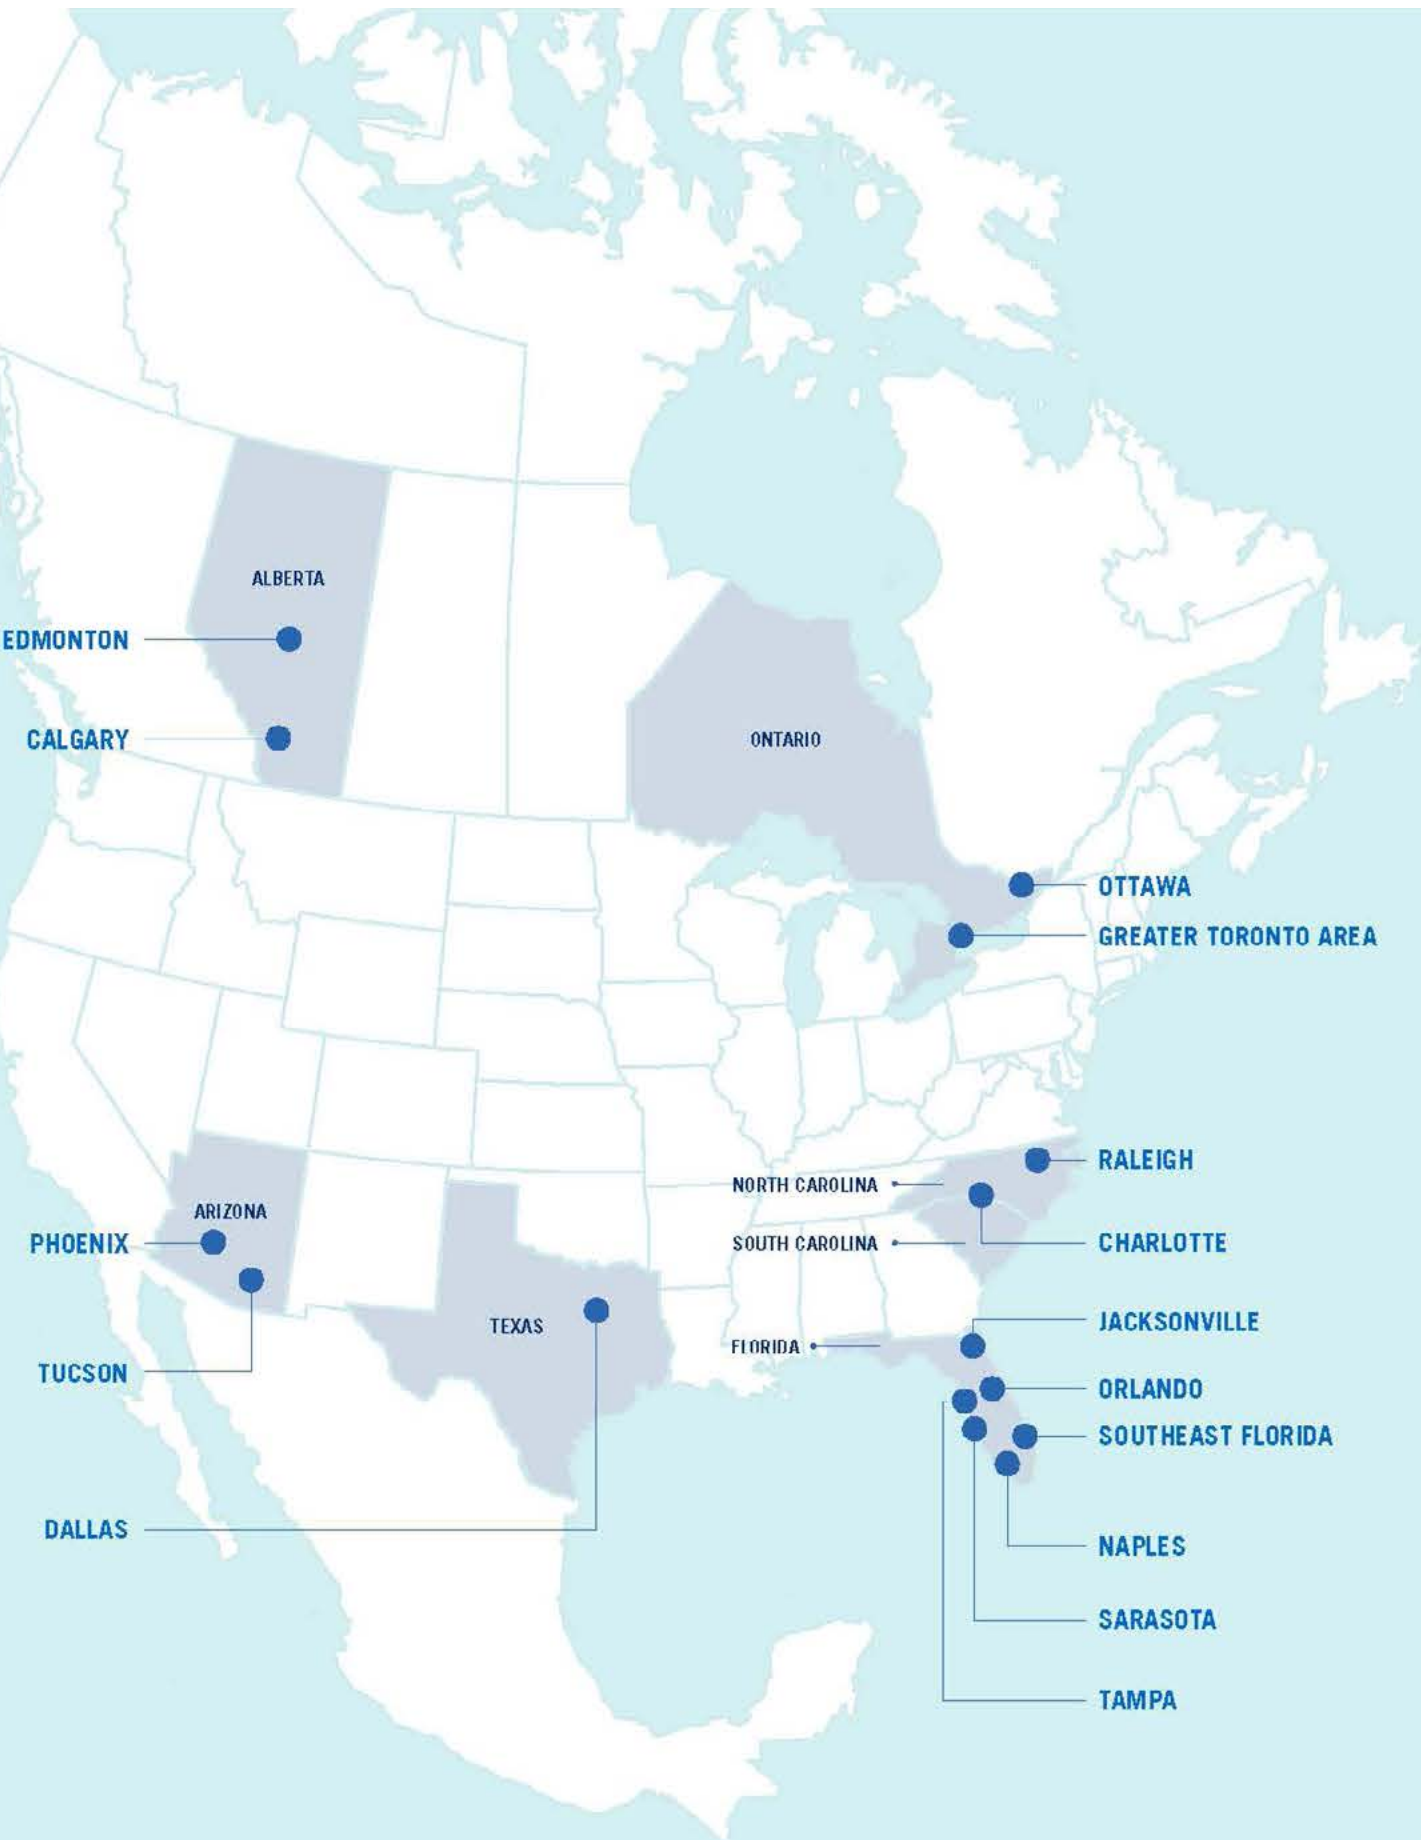 ALBERTA
EDMONTON
CALGARY
ONTARIO
OTTAWA
GREATER TORONTO AREA
RALEIGH
NORTH CAROLINA
ARIZONA
PHOENIX
SOUTH CAROLINA
CHARLOTTE
JACKSONVILLE
TEXAS
FLORIDA
TUCSON
ORLANDO
SOUTHEAST FLORIDA
DALLAS
NAPLES
SARASOTA
TAMPA